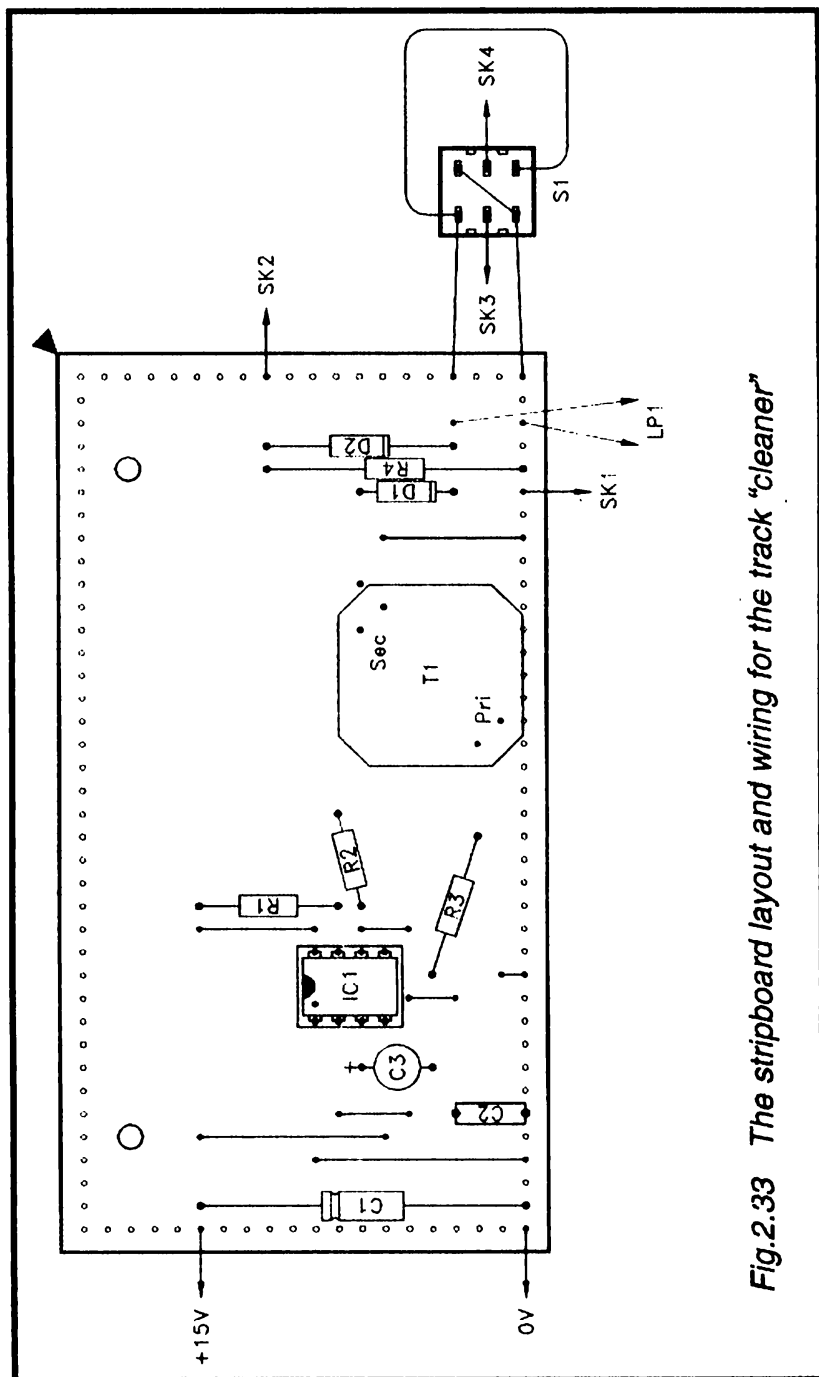 +15V
0V
C1
C2
C3
+
IC1
R1
R2
R3
T1
Pri
Sec
D1
R4
D2
SK1
LP1
SK2
SK3
SK4
S1
Fig.2.33 The stripboard layout and wiring for the track “cleaner”